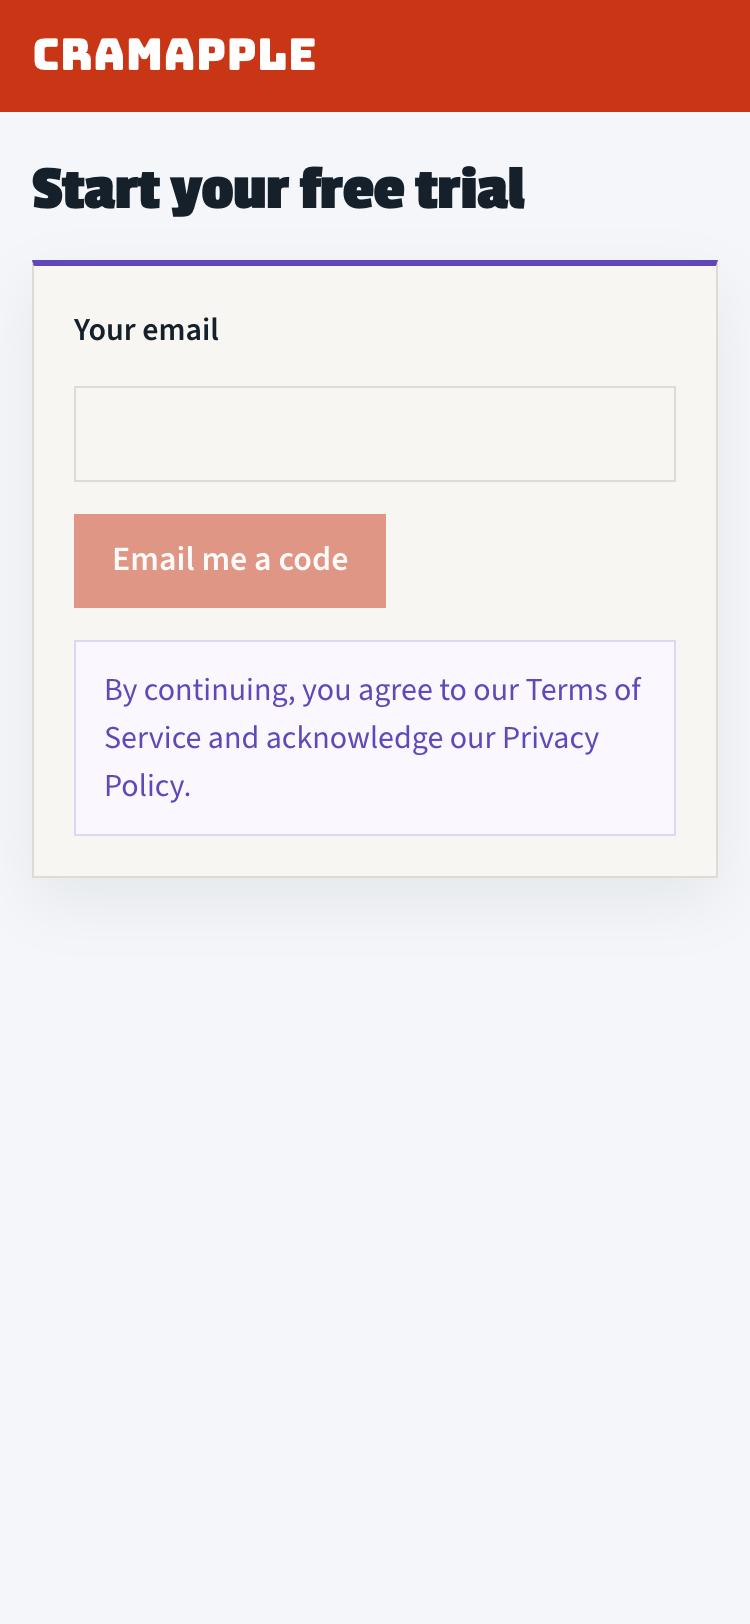 CRAMAPPLE
Start your free trial
Your email
Email me a code
By continuing, you agree to our Terms of
Service and acknowledge our Privacy
Policy.